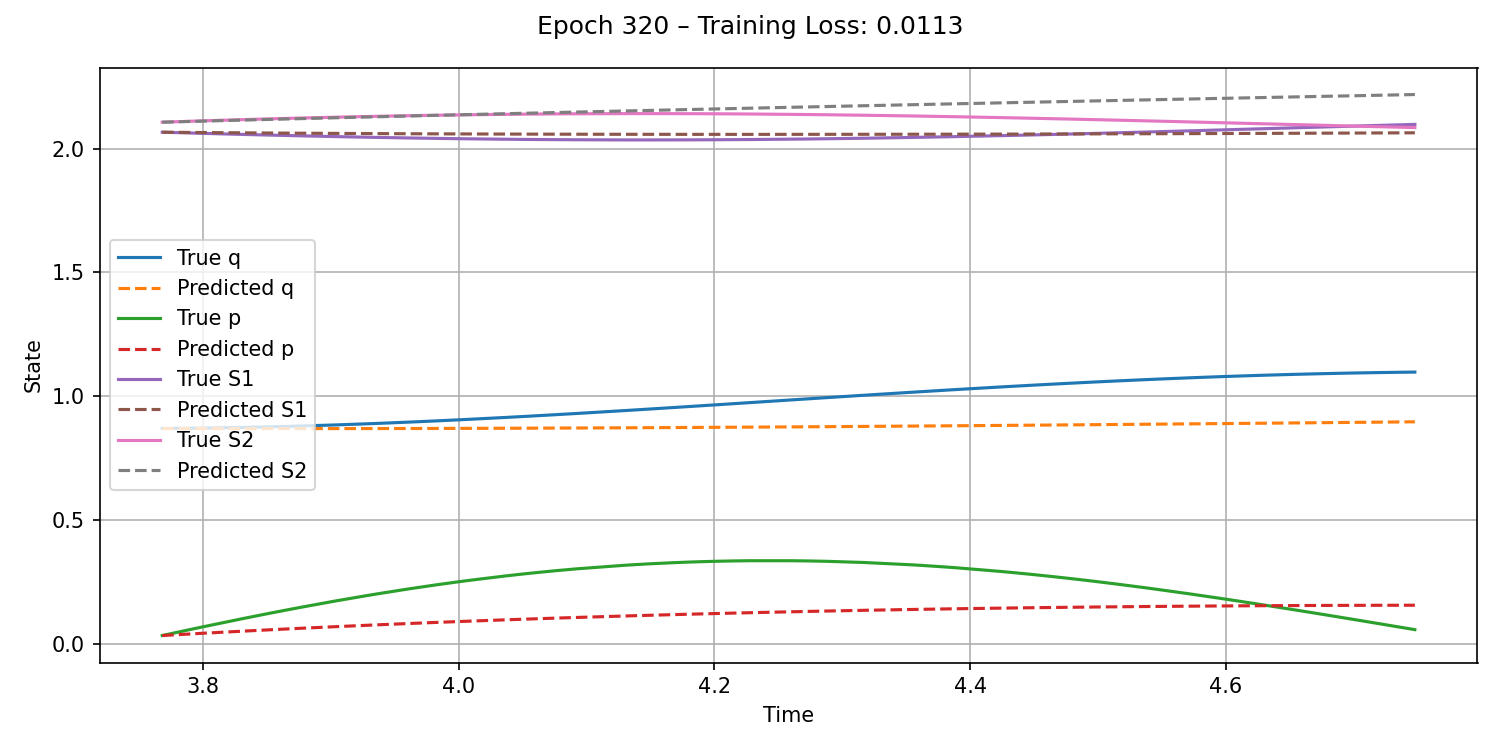 Epoch 320 – Training Loss: 0.0113
State
2.0
1.5
1.0
0.5
0.0
True q
Predicted q
True p
Predicted p
True S1
Predicted S1
True S2
Predicted S2
3.8 4.0 4.2 4.4 4.6
Time